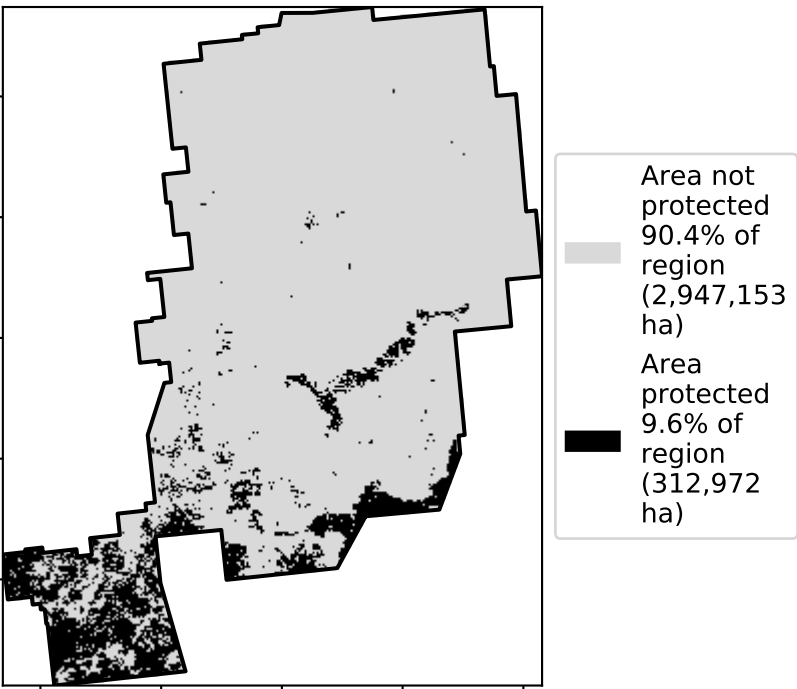 Area not
protected
90.4% of
region
(2,947,153
ha)
Area
protected
9.6% of
region
(312,972
ha)